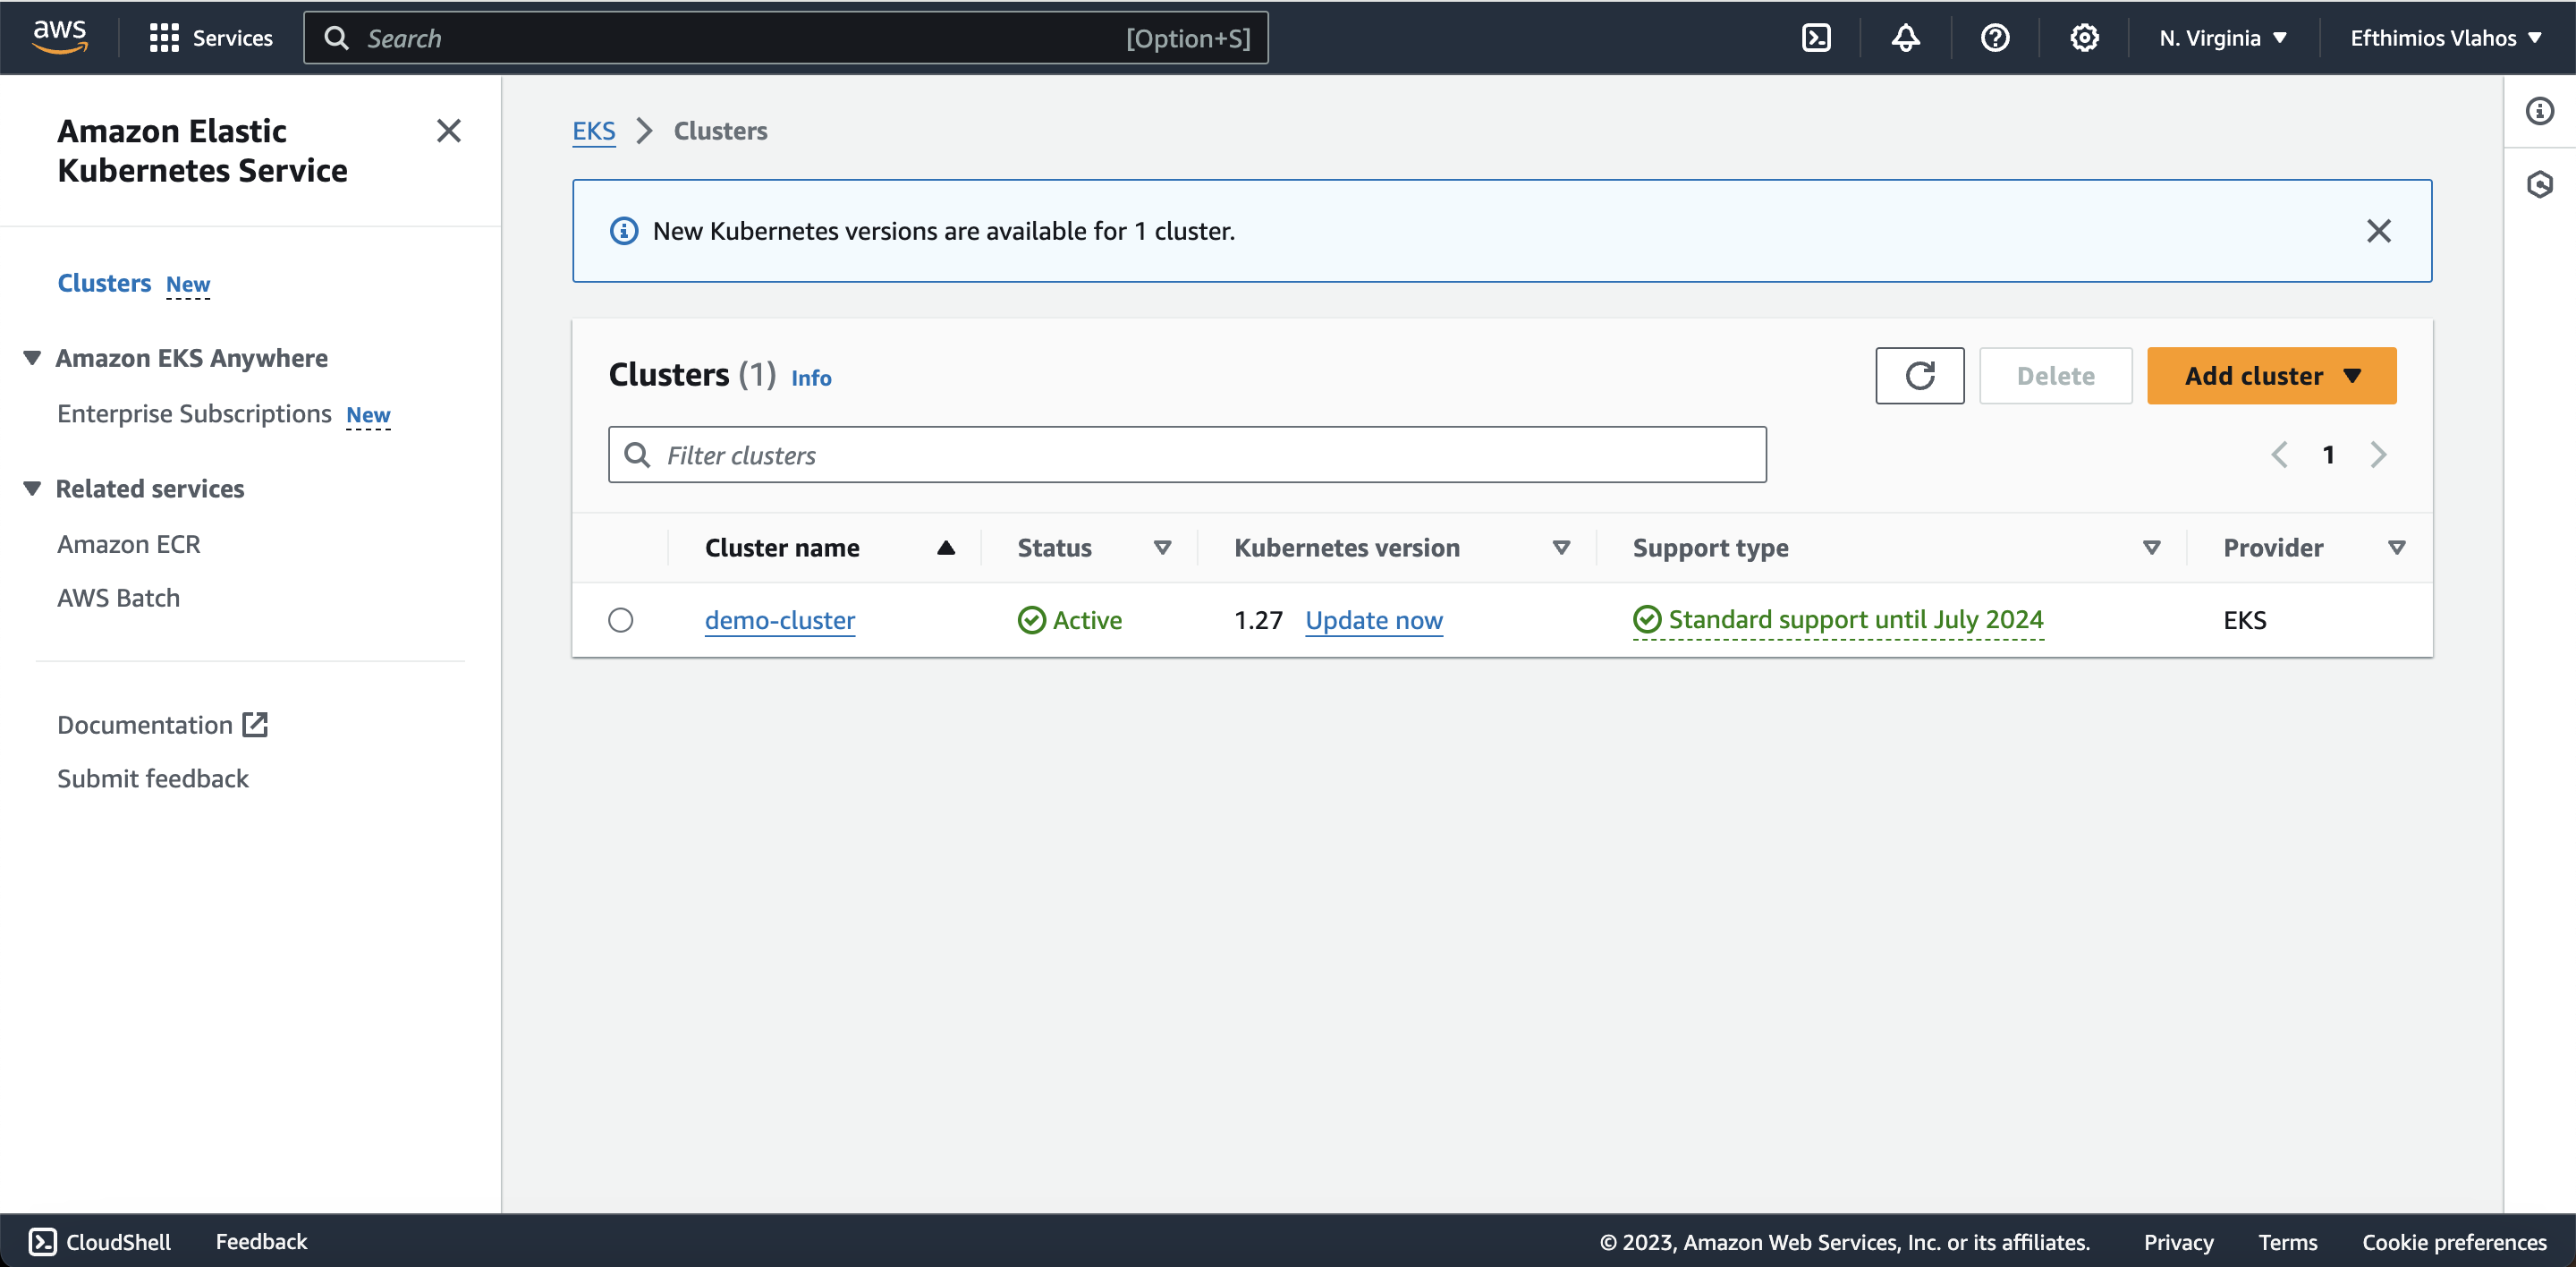 aws
Services
Search [Option+S]
N. Virginia
Efthimios Vlahos
Amazon Elastic
Kubernetes Service
Clusters New
Amazon EKS Anywhere
Enterprise Subscriptions New
Related services
Amazon ECR
AWS Batch
Documentation
Submit feedback
EKS Clusters
New Kubernetes versions are available for 1 cluster.
Clusters (1) Info
Delete
Add cluster
Filter clusters
1
Cluster name Status Kubernetes version Support type Provider
demo-cluster Active 1.27 Update now Standard support until July 2024 EKS
CloudShell Feedback © 2023, Amazon Web Services, Inc. or its affiliates. Privacy Terms Cookie preferences